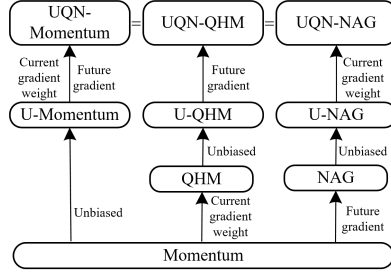 UQN-
Momentum
=
UQN-QHM
=
UQN-NAG
Current
gradient
weight
Future
gradient
Future
gradient
Current
gradient
weight
U-Momentum
U-QHM
U-NAG
Unbiased
Unbiased
QHM
NAG
Unbiased
Current
gradient
weight
Future
gradient
Momentum